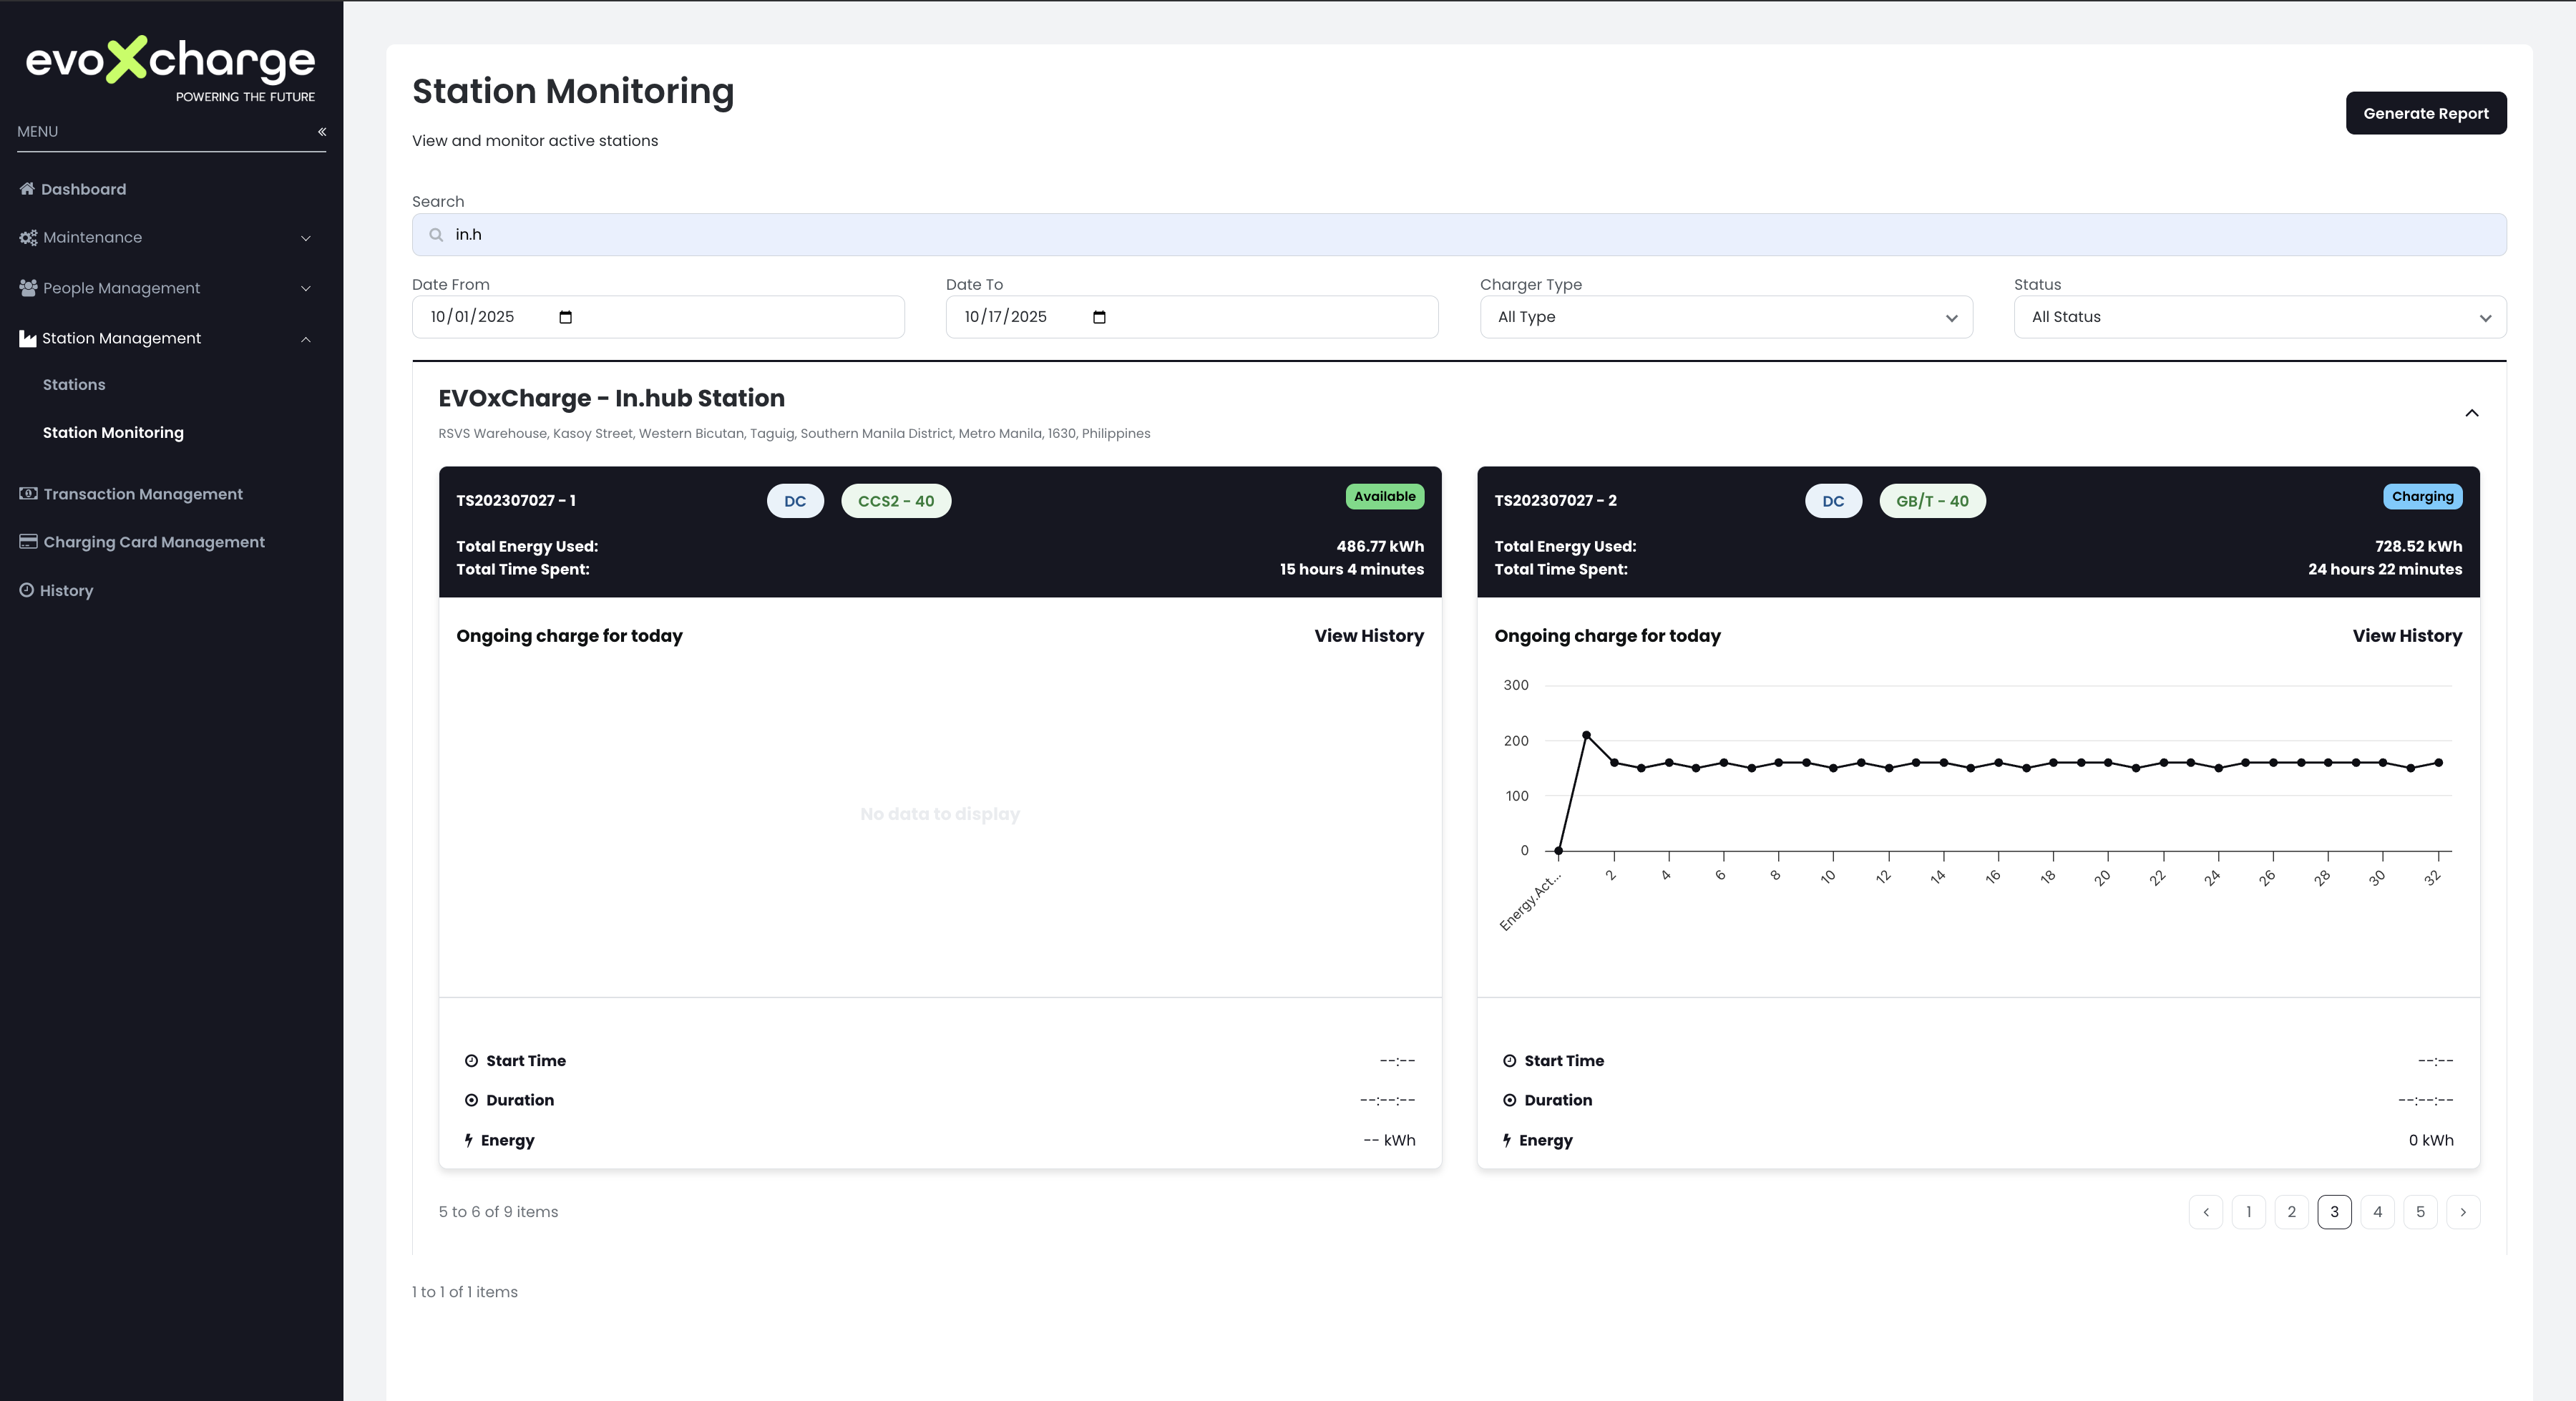 evoXcharge
POWERING THE FUTURE
MENU
Dashboard
Maintenance
People Management
Station Management
Stations
Station Monitoring
Transaction Management
Charging Card Management
History
Station Monitoring
View and monitor active stations
Generate Report
Search
in.h
Date From
Date To
Charger Type
Status
10/01/2025
10/17/2025
All Type
All Status
EVOxCharge - In.hub Station
RSVS Warehouse, Kasoy Street, Western Bicutan, Taguig, Southern Manila District, Metro Manila, 1630, Philippines
TS202307027 - 1
DC
CCS2 - 40
Available
Total Energy Used:
486.77 kWh
Total Time Spent:
15 hours 4 minutes
Ongoing charge for today
View History
No data to display
Start Time
--:--
Duration
--:--:--
Energy
-- kWh
TS202307027 - 2
DC
GB/T - 40
Charging
Total Energy Used:
728.52 kWh
Total Time Spent:
24 hours 22 minutes
Ongoing charge for today
View History
300
200
100
0
Energy.Act...
2
4
6
8
10
12
14
16
18
20
22
24
26
28
30
32
Start Time
--:--
Duration
--:--:--
Energy
0 kWh
5 to 6 of 9 items
1
2
3
4
5
1 to 1 of 1 items